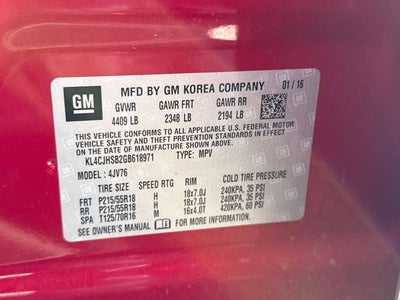 GM
MFD BY GM KOREA COMPANY 01 / 16
GVWR GAWR FRT GAWR RR
4409 LB 2348 LB 2194 LB
THIS VEHICLE CONFORMS TO ALL APPLICABLE U.S. FEDERAL MOTOR
VEHICLE SAFETY AND THEFT PREVENTION STANDARDS IN EFFECT ON
THE DATE OF MANUFACTURE SHOWN ABOVE.
KL4CJHSB2GB618971 TYPE: MPV
MODEL: 4JV76
TIRE SIZE SPEED RTG RIM COLD TIRE PRESSURE
FRT P215/55R18 H 18x7.0J 240KPA, 35 PSI
RR P215/55R18 H 18x7.0J 240KPA, 35 PSI
SPA T125/70R16 M 16x4.0T 420KPA, 60 PSI
SEE OWNER'S MANUAL FOR MORE INFORMATION.